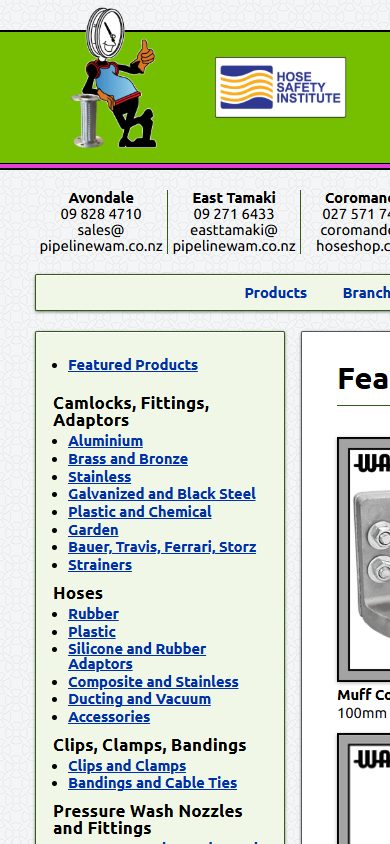 HOSE
SAFETY
INSTITUTE
Avondale
09 828 4710
sales@
pipelinewam.co.nz
East Tamaki
09 271 6433
easttamaki@
pipelinewam.co.nz
027 571
Products
Featured Products
Camlocks, Fittings,
Adaptors
Aluminium
Brass and Bronze
Stainless
Galvanized and Black Steel
Plastic and Chemical
Garden
Bauer, Travis, Ferrari, Storz
Strainers
Hoses
Rubber
Plastic
Silicone and Rubber
Adaptors
Composite and Stainless
Ducting and Vacuum
Accessories
Clips, Clamps, Bandings
Clips and Clamps
Bandings and Cable Ties
Pressure Wash Nozzles
and Fittings
Muff
100mm